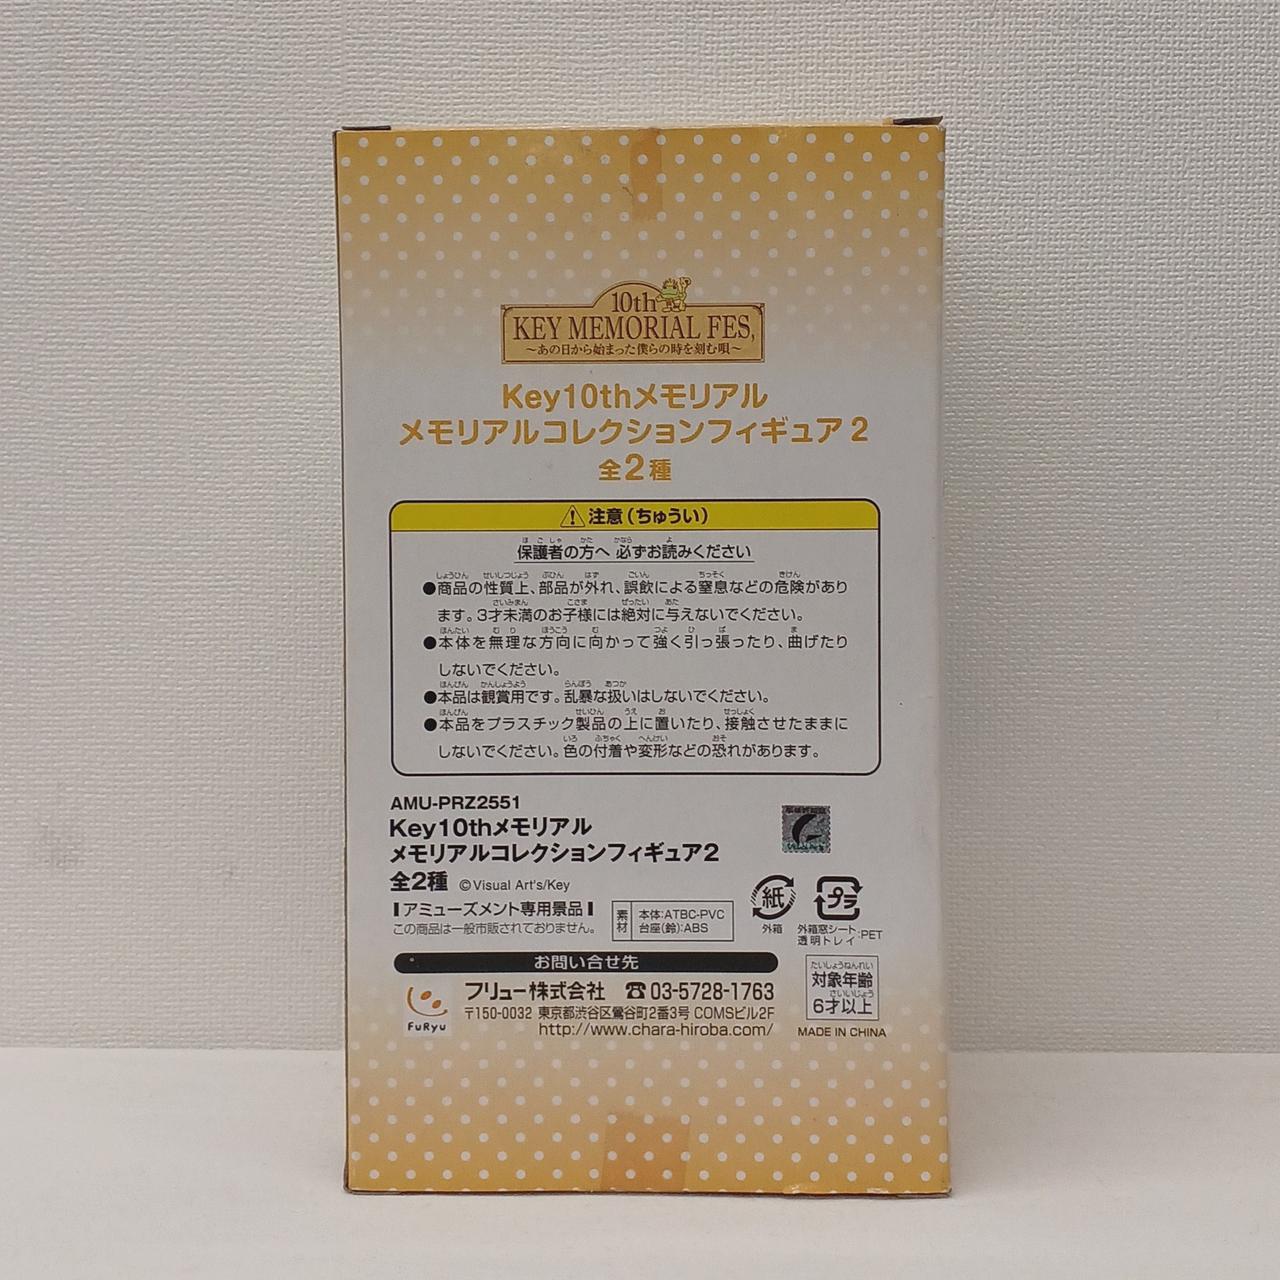 10th
KEY MEMORIAL FES,
～あの日から始まった僕らの時を刻む唄～
Key10thメモリアル
メモリアルコレクションフィギュア2
全2種
注意(ちゅうい)
保護者の方へ 必ずお読みください
●商品の性質上、部品が外れ、誤飲による窒息などの危険があり
ます。3才未満のお子様には絶対に与えないでください。
●本体を無理な方向に向かって強く引っ張ったり、曲げたり
しないでください。
●本品は観賞用です。乱暴な扱いはしないでください。
●本品をプラスチック製品の上に置いたり、接触させたままに
しないでください。色の付着や変形などの恐れがあります。
AMU-PRZ2551
Key10thメモリアル
メモリアルコレクションフィギュア2
全2種 ©Visual Art's/Key
アミューズメント専用景品
この商品は一般市販されておりません。
素材
本体:ATBC-PVC
台座(鈴):ABS
紙
外箱
プラ
外箱窓シート
透明トレイ :PET
お問い合せ先
FuRyu
フリュー株式会社 ☎03-5728-1763
〒150-0032 東京都渋谷区鶯谷町2番3号 COMSビル2F
http://www.chara-hiroba.com/
たいしょうねんれい
対象年齢
さいいじょう
6才以上
MADE IN CHINA